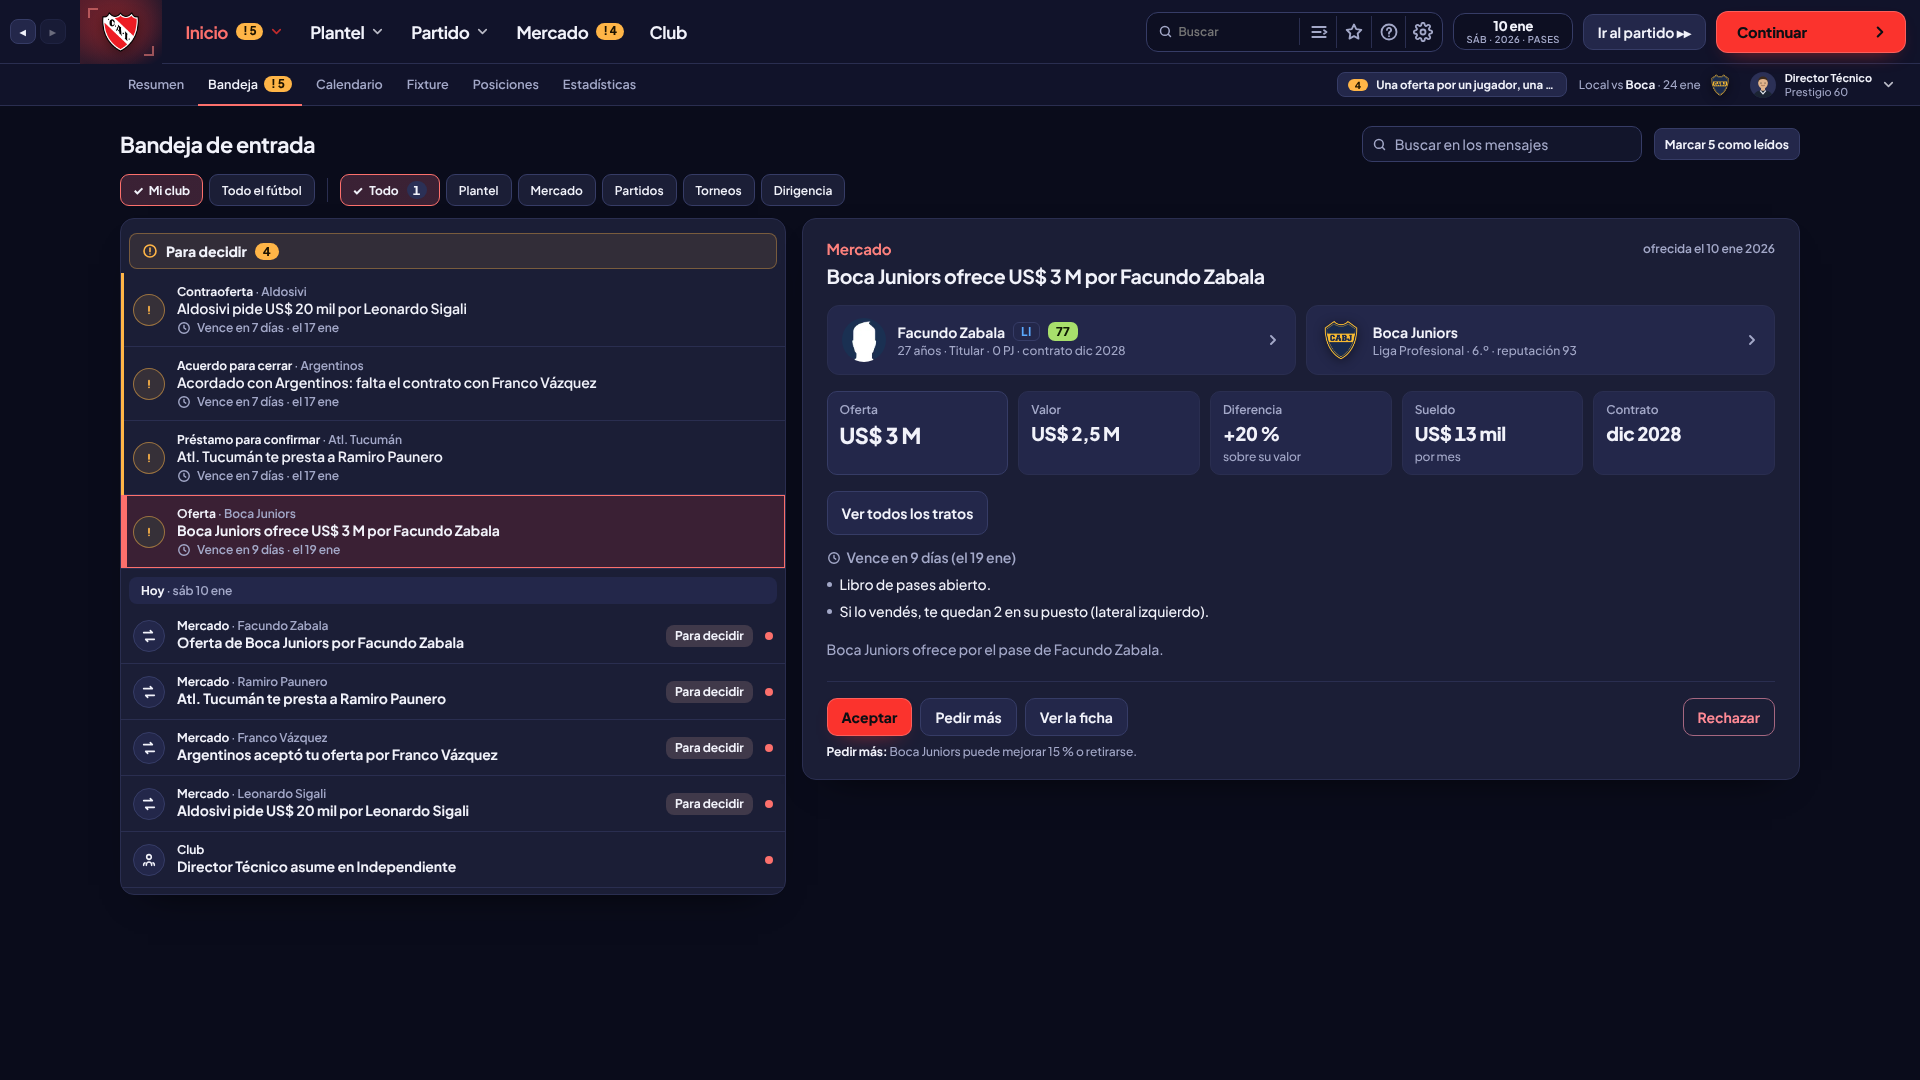 Inicio ! 5
Plantel
Partido
Mercado ! 4
Club
Buscar
10 ene
SÁB · 2026 · PASES
Ir al partido
Continuar
Resumen
Bandeja ! 5
Calendario
Fixture
Posiciones
Estadísticas
4 Una oferta por un jugador, una ...
Local vs Boca · 24 ene
CABJ
Director Técnico
Prestigio 60
Bandeja de entrada
Buscar en los mensajes
Marcar 5 como leídos
Mi club
Todo el fútbol
Todo 1
Plantel
Mercado
Partidos
Torneos
Dirigencia
Para decidir 4
Contraoferta · Aldosivi
Aldosivi pide US$ 20 mil por Leonardo Sigali
Vence en 7 días · el 17 ene
Acuerdo para cerrar · Argentinos
Acordado con Argentinos: falta el contrato con Franco Vázquez
Vence en 7 días · el 17 ene
Préstamo para confirmar · Atl. Tucumán
Atl. Tucumán te presta a Ramiro Paunero
Vence en 7 días · el 17 ene
Oferta · Boca Juniors
Boca Juniors ofrece US$ 3 M por Facundo Zabala
Vence en 9 días · el 19 ene
Hoy · sáb 10 ene
Mercado · Facundo Zabala
Oferta de Boca Juniors por Facundo Zabala
Para decidir
Mercado · Ramiro Paunero
Atl. Tucumán te presta a Ramiro Paunero
Para decidir
Mercado · Franco Vázquez
Argentinos aceptó tu oferta por Franco Vázquez
Para decidir
Mercado · Leonardo Sigali
Aldosivi pide US$ 20 mil por Leonardo Sigali
Para decidir
Club
Director Técnico asume en Independiente
Mercado
ofrecida el 10 ene 2026
Boca Juniors ofrece US$ 3 M por Facundo Zabala
Facundo Zabala LI 77
27 años · Titular · 0 PJ · contrato dic 2028
CABJ
Boca Juniors
Liga Profesional · 6.º · reputación 93
Oferta
US$ 3 M
Valor
US$ 2,5 M
Diferencia
+20 %
sobre su valor
Sueldo
US$ 13 mil
por mes
Contrato
dic 2028
Ver todos los tratos
Vence en 9 días (el 19 ene)
• Libro de pases abierto.
• Si lo vendés, te quedan 2 en su puesto (lateral izquierdo).
Boca Juniors ofrece por el pase de Facundo Zabala.
Aceptar
Pedir más
Ver la ficha
Rechazar
Pedir más: Boca Juniors puede mejorar 15 % o retirarse.